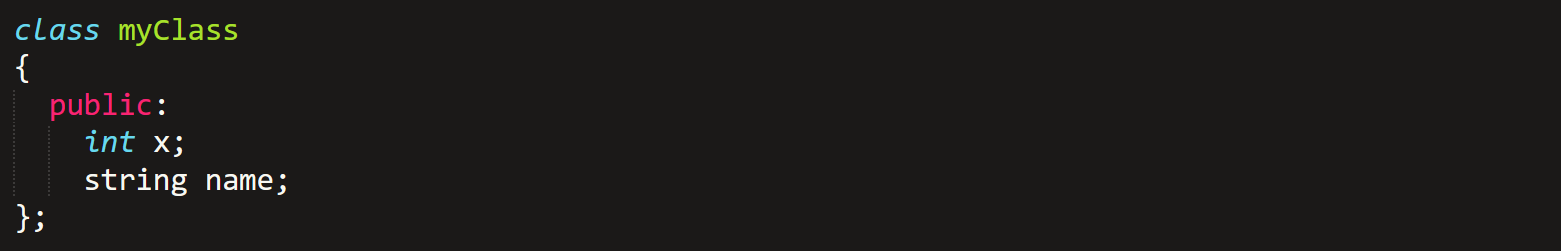 class myClass
{
  public:
    int x;
    string name;
};